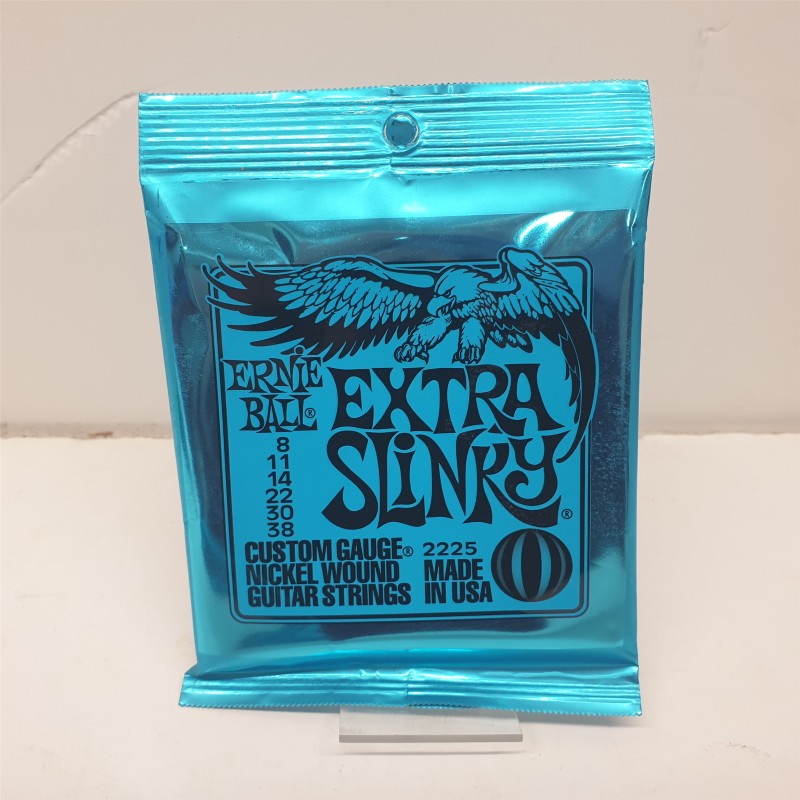 ERNIE
BALL®
EXTRA
SLINKY®
8
11
14
22
30
38
CUSTOM GAUGE® 2225
NICKEL WOUND MADE
GUITAR STRINGS IN USA